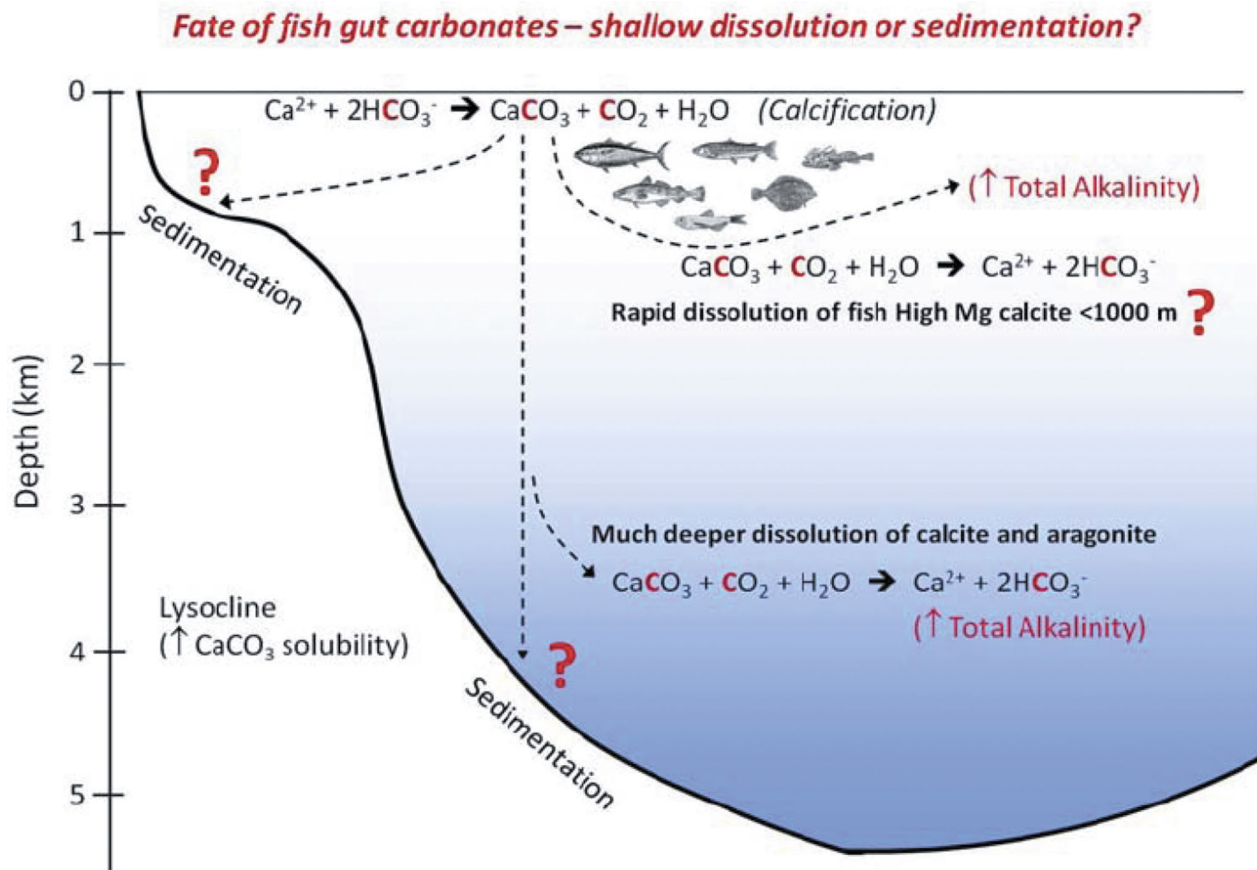 Fate of fish gut carbonates – shallow dissolution or sedimentation?
0
Ca²⁺ + 2HCO₃⁻ → CaCO₃ + CO₂ + H₂O (Calcification)
?
(↑ Total Alkalinity)
Sedimentation
1
CaCO₃ + CO₂ + H₂O → Ca²⁺ + 2HCO₃⁻
Rapid dissolution of fish High Mg calcite <1000 m ?
2
Depth (km)
3
Much deeper dissolution of calcite and aragonite
CaCO₃ + CO₂ + H₂O → Ca²⁺ + 2HCO₃⁻
(↑ Total Alkalinity)
Lysocline
(↑ CaCO₃ solubility)
4
?
Sedimentation
5